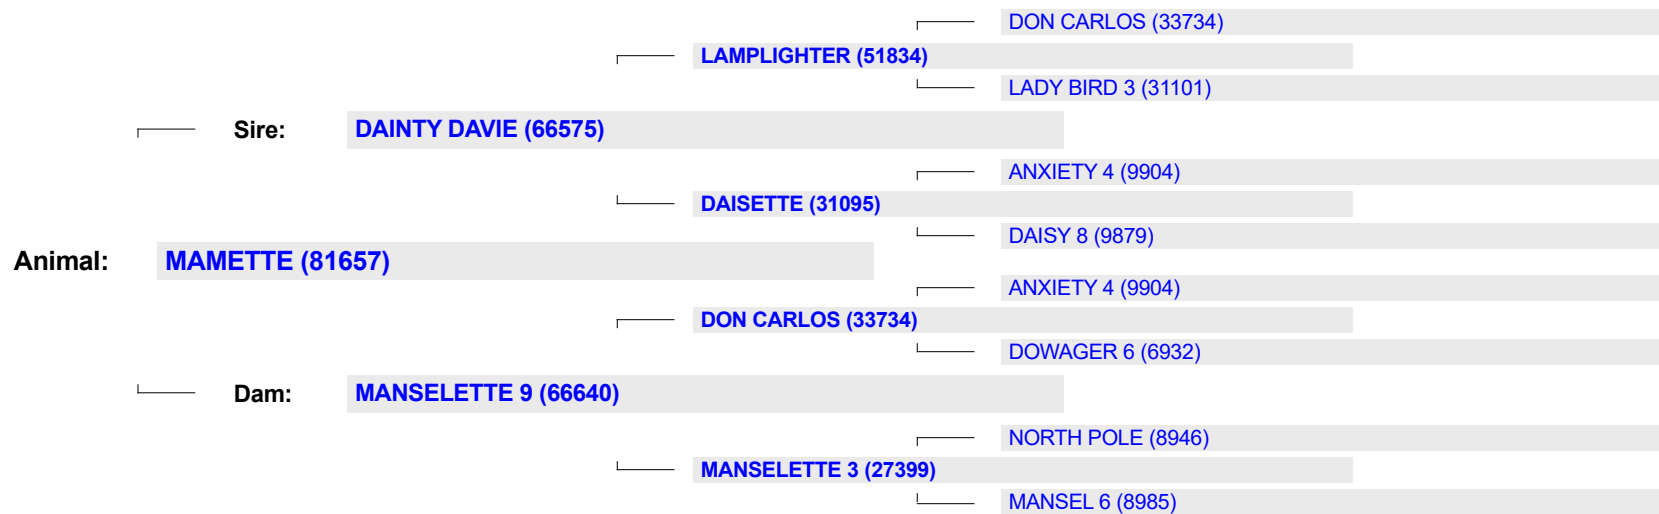 DON CARLOS (33734)
LAMPLIGHTER (51834)
LADY BIRD 3 (31101)
Sire: DAINTY DAVIE (66575)
ANXIETY 4 (9904)
DAISETTE (31095)
DAISY 8 (9879)
Animal: MAMETTE (81657)
ANXIETY 4 (9904)
DON CARLOS (33734)
DOWAGER 6 (6932)
Dam: MANSELETTE 9 (66640)
NORTH POLE (8946)
MANSELETTE 3 (27399)
MANSEL 6 (8985)